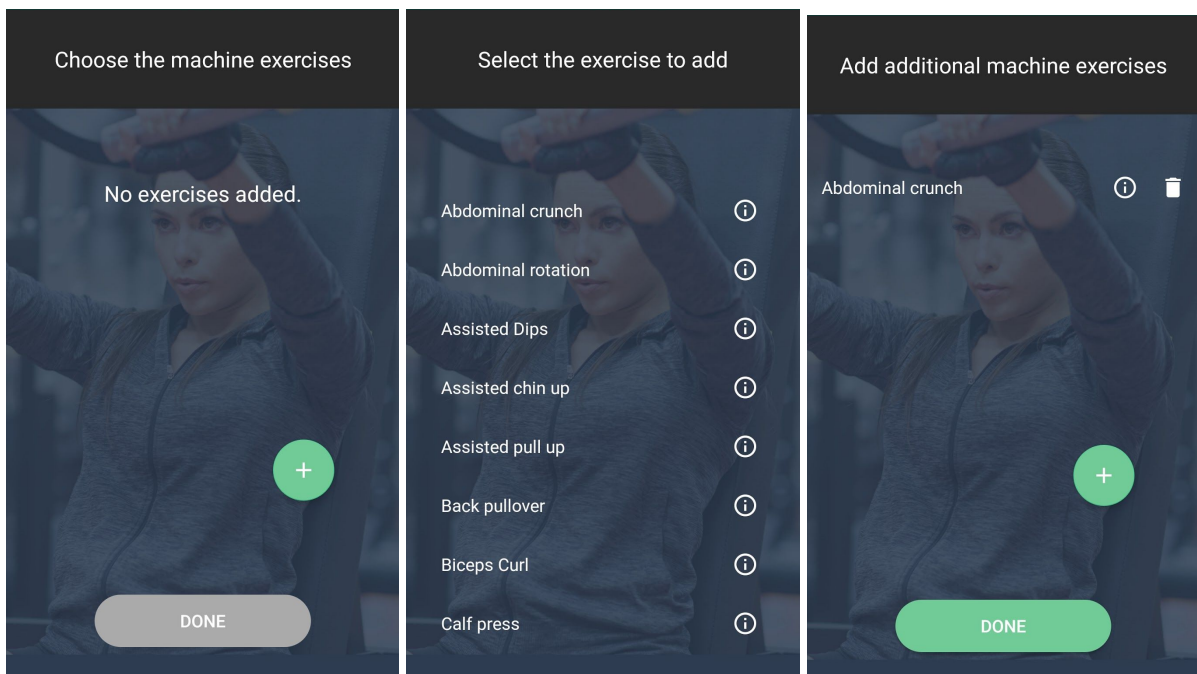 Choose the machine exercises
No exercises added.
+
DONE
Select the exercise to add
Abdominal crunch
Abdominal rotation
Assisted Dips
Assisted chin up
Assisted pull up
Back pullover
Biceps Curl
Calf press
Add additional machine exercises
Abdominal crunch
+
DONE